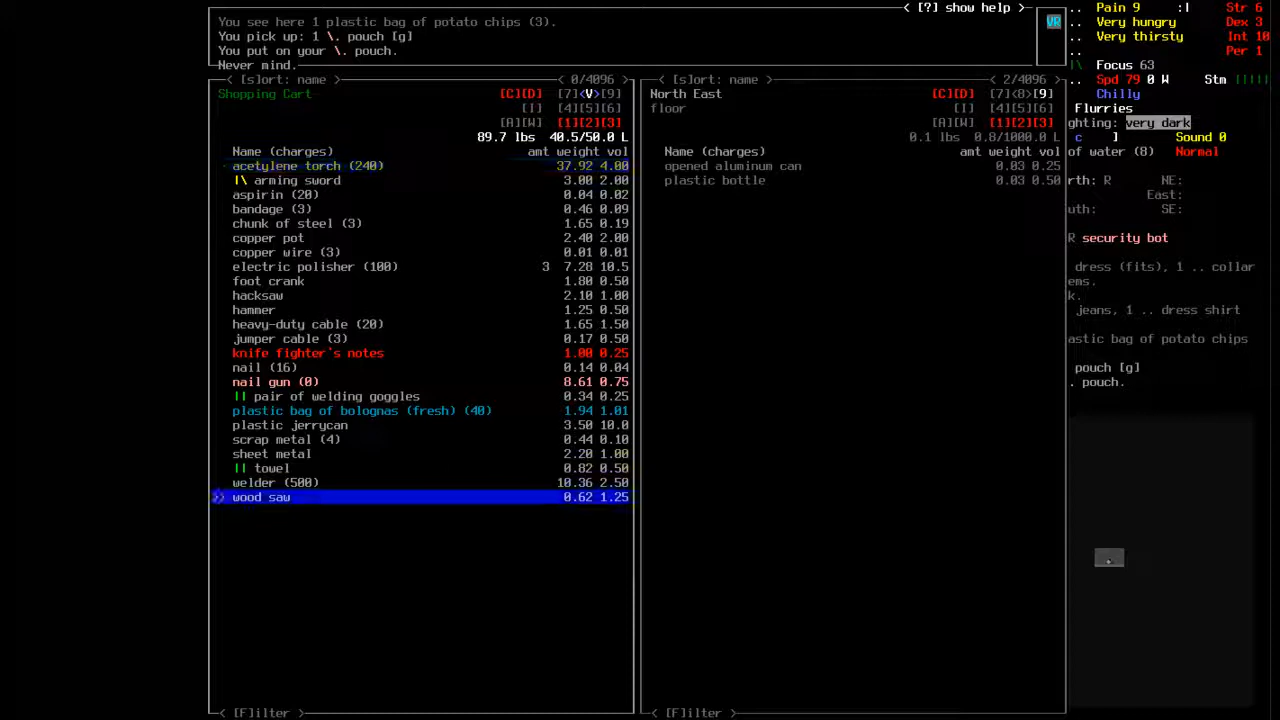 You see here 1 plastic bag of potato chips (3).
You pick up: 1 \. pouch [g]
You put on your \. pouch.
Never mind.
< [?] show help >
VR
.. Pain 9 :| Str 6
.. Very hungry Dex 3
.. Very thirsty Int 10
.. Per 1
|\ Focus 63
.. Spd 79 0 W Stm |||||
Chilly
Flurries
ghting: very dark
c ] Sound 0
of water (8) Normal
rth: R NE:
East:
uth: SE:
R security bot
dress (fits), 1 .. collar
ems.
k.
jeans, 1 .. dress shirt
astic bag of potato chips
pouch [g]
. pouch.
< [s]ort: name > < 0/4096 >
Shopping Cart [C][D] [7]<V>[9]
[I] [4][5][6]
[A][W] [1][2][3]
89.7 lbs 40.5/50.0 L
Name (charges) amt weight vol
acetylene torch (240) 37.92 4.00
|\ arming sword 3.00 2.00
aspirin (20) 0.04 0.02
bandage (3) 0.46 0.09
chunk of steel (3) 1.65 0.19
copper pot 2.40 2.00
copper wire (3) 0.01 0.01
electric polisher (100) 3 7.28 10.5
foot crank 1.80 0.50
hacksaw 2.10 1.00
hammer 1.25 0.50
heavy-duty cable (20) 1.65 1.50
jumper cable (3) 0.17 0.50
knife fighter's notes 1.00 0.25
nail (16) 0.14 0.04
nail gun (0) 8.61 0.75
|| pair of welding goggles 0.34 0.25
plastic bag of bolognas (fresh) (40) 1.94 1.01
plastic jerrycan 3.50 10.0
scrap metal (4) 0.44 0.10
sheet metal 2.20 1.00
|| towel 0.82 0.50
welder (500) 10.36 2.50
>> wood saw 0.62 1.25
< [F]ilter >
< [s]ort: name > < 2/4096 >
North East [C][D] [7]<8>[9]
floor [I] [4][5][6]
[A][W] [1][2][3]
0.1 lbs 0.8/1000.0 L
Name (charges) amt weight vol
opened aluminum can 0.03 0.25
plastic bottle 0.03 0.50
< [F]ilter >